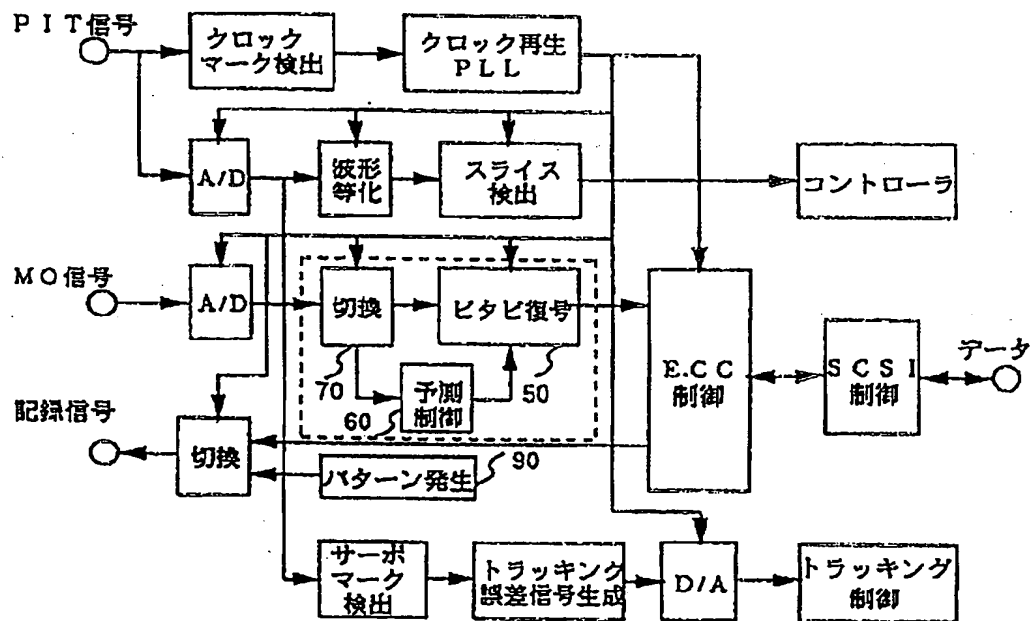 PIT信号
クロック
マーク検出
クロック再生
PLL
A/D
波形
等化
スライス
検出
コントローラ
MO信号
A/D
切換
ビタビ復号
70
60
予測
制御
50
E.CC
制御
SCSI
制御
データ
記録信号
切換
パターン発生
90
サーボ
マーク
検出
トラッキング
誤差信号生成
D/A
トラッキング
制御